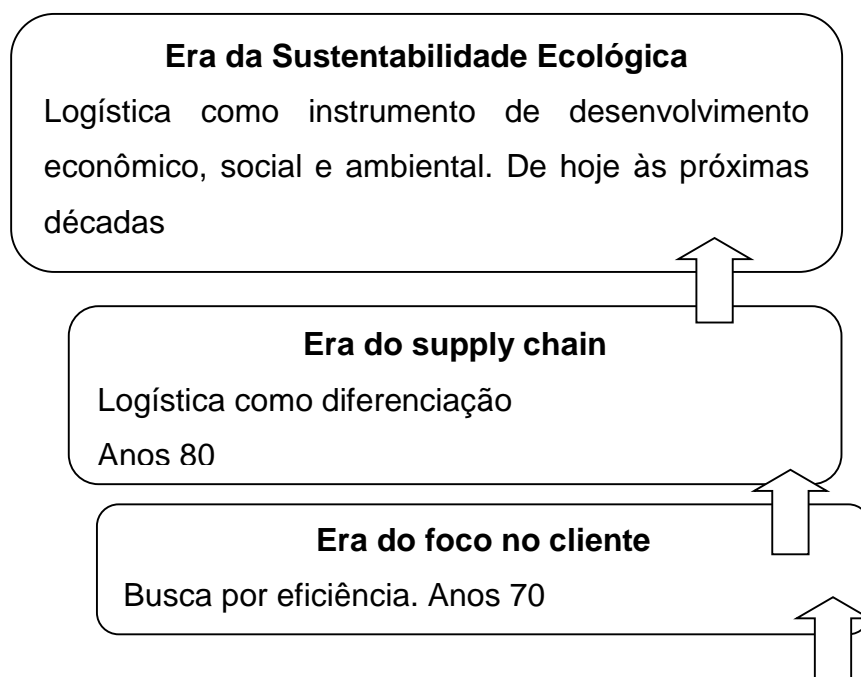 Era da Sustentabilidade Ecológica
Logística como instrumento de desenvolvimento
econômico, social e ambiental. De hoje às próximas
décadas
Era do supply chain
Logística como diferenciação
Anos 80
Era do foco no cliente
Busca por eficiência. Anos 70